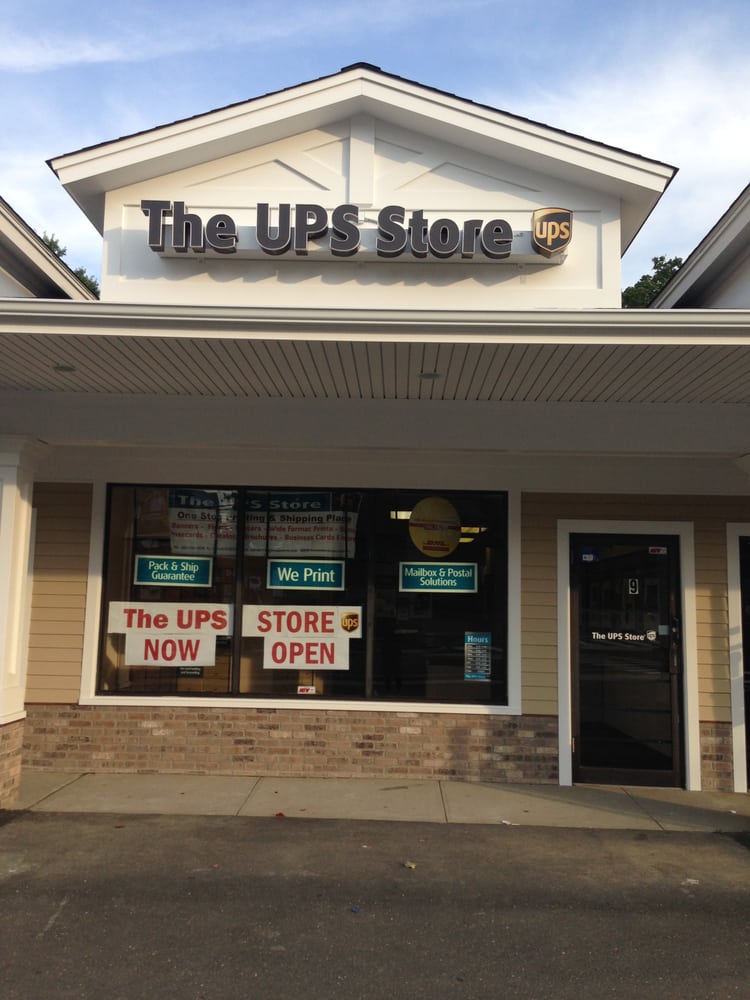 The UPS Store ups
The UPS Store
One Stop Printing & Shipping Place
Pack & Ship
Guarantee
We Print
Mailbox & Postal
Solutions
The UPS STORE ups
NOW OPEN
Hours
9
The UPS Store